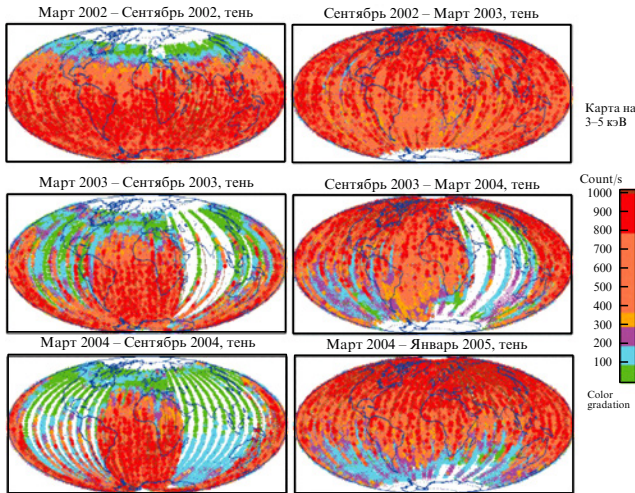 Март 2002 – Сентябрь 2002, тень
Сентябрь 2002 – Март 2003, тень
Карта на
3–5 кэВ
Март 2003 – Сентябрь 2003, тень
Сентябрь 2003 – Март 2004, тень
Count/s
1000
900
800
700
600
500
400
300
200
100
Март 2004 – Сентябрь 2004, тень
Март 2004 – Январь 2005, тень
Color
gradation